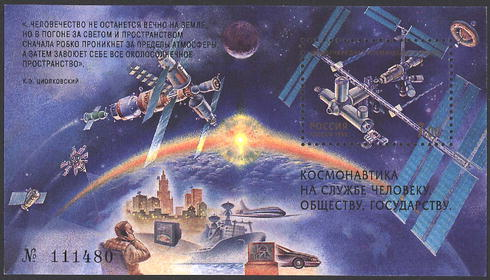 «...ЧЕЛОВЕЧЕСТВО НЕ ОСТАНЕТСЯ ВЕЧНО НА ЗЕМЛЕ,
НО В ПОГОНЕ ЗА СВЕТОМ И ПРОСТРАНСТВОМ
СНАЧАЛА РОБКО ПРОНИКНЕТ ЗА ПРЕДЕЛЫ АТМОСФЕРЫ,
А ЗАТЕМ ЗАВОЮЕТ СЕБЕ ВСЕ ОКОЛОСОЛНЕЧНОЕ
ПРОСТРАНСТВО».
К.Э. ЦИОЛКОВСКИЙ
РОССИЯ
КОСМОНАВТИКА
НА СЛУЖБЕ ЧЕЛОВЕКУ,
ОБЩЕСТВУ, ГОСУДАРСТВУ.
№ 111480